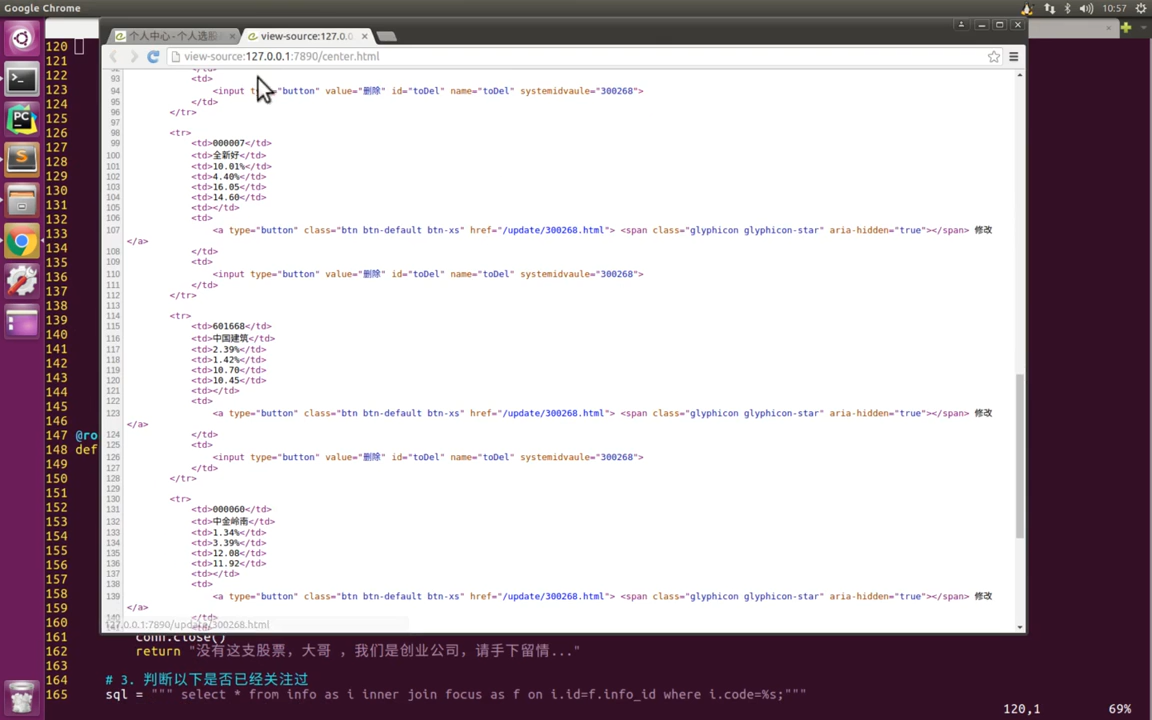 Google Chrome
10:57
个人中心 - 个人选股
view-source:127.0.0.
view-source:127.0.0.1:7890/center.html
93 <td>
94 <input type="button" value="删除" id="toDel" name="toDel" systemidvaule="300268">
95 </td>
96 </tr>
97
98 <tr>
99 <td>000007</td>
100 <td>全新好</td>
101 <td>10.01%</td>
102 <td>4.40%</td>
103 <td>16.05</td>
104 <td>14.60</td>
105 <td></td>
106 <td>
107 <a type="button" class="btn btn-default btn-xs" href="/update/300268.html"> <span class="glyphicon glyphicon-star" aria-hidden="true"></span> 修改
</a>
108 </td>
109 <td>
110 <input type="button" value="删除" id="toDel" name="toDel" systemidvaule="300268">
111 </td>
112 </tr>
113
114 <tr>
115 <td>601668</td>
116 <td>中国建筑</td>
117 <td>2.39%</td>
118 <td>1.42%</td>
119 <td>10.70</td>
120 <td>10.45</td>
121 <td></td>
122 <td>
123 <a type="button" class="btn btn-default btn-xs" href="/update/300268.html"> <span class="glyphicon glyphicon-star" aria-hidden="true"></span> 修改
</a>
124 </td>
125 <td>
126 <input type="button" value="删除" id="toDel" name="toDel" systemidvaule="300268">
127 </td>
128 </tr>
129
130 <tr>
131 <td>000060</td>
132 <td>中金岭南</td>
133 <td>1.34%</td>
134 <td>3.39%</td>
135 <td>12.08</td>
136 <td>11.92</td>
137 <td></td>
138 <td>
139 <a type="button" class="btn btn-default btn-xs" href="/update/300268.html"> <span class="glyphicon glyphicon-star" aria-hidden="true"></span> 修改
</a>
140 </td>
127.0.0.1:7890/update/300268.html
120
121
122
123
124
125
126
127
128
129
130
131
132
133
134
135
136
137
138
139
140
141
142
143
144
145
146
147 @ro
148 def
149
150
151
152
153
154
155
156
157
158
159
160
161 conn.close()
162 return "没有这支股票，大哥 ，我们是创业公司，请手下留情..."
163
164 # 3. 判断以下是否已经关注过
165 sql = """ select * from info as i inner join focus as f on i.id=f.info_id where i.code=%s;"""
120,1 69%